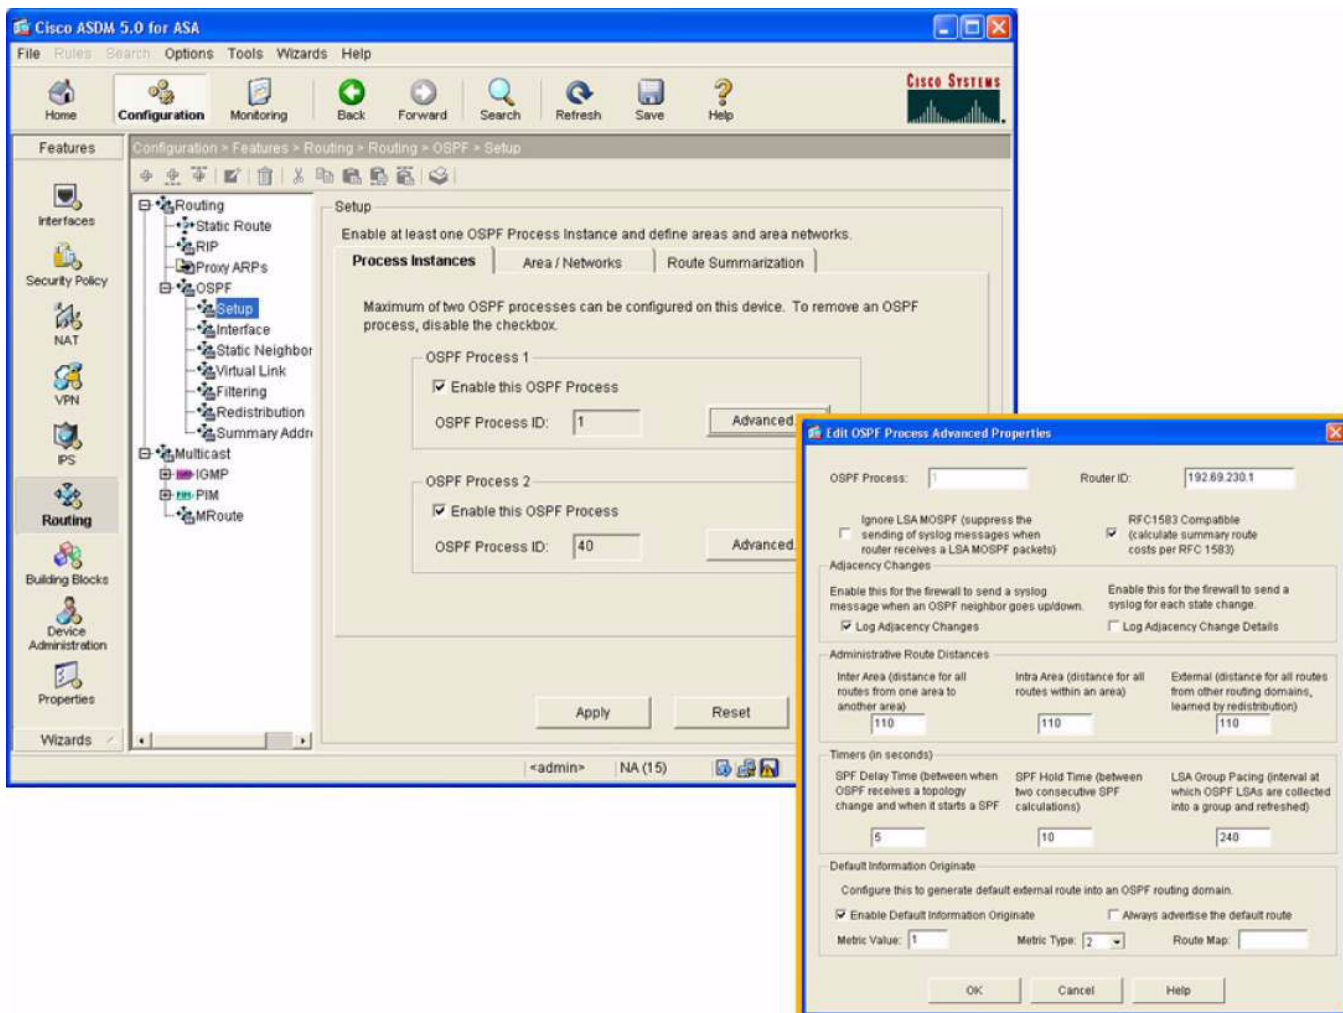 Cisco ASDM 5.0 for ASA
File Rules Search Options Tools Wizards Help
Home
Configuration
Monitoring
Back
Forward
Search
Refresh
Save
Help
CISCO SYSTEMS
Features
Configuration > Features > Routing > Routing > OSPF > Setup
Interfaces
Security Policy
NAT
VPN
IPS
Routing
Building Blocks
Device
Administration
Properties
Wizards
Routing
Static Route
RIP
Proxy ARPs
OSPF
Setup
Interface
Static Neighbor
Virtual Link
Filtering
Redistribution
Summary Addr
Multicast
IGMP
PIM
MRoute
Setup
Enable at least one OSPF Process Instance and define areas and area networks.
Process Instances
Area / Networks
Route Summarization
Maximum of two OSPF processes can be configured on this device. To remove an OSPF
process, disable the checkbox.
OSPF Process 1
Enable this OSPF Process
OSPF Process ID: 1
Advanced.
OSPF Process 2
Enable this OSPF Process
OSPF Process ID: 40
Advanced.
Apply
Reset
<admin>
NA (15)
Edit OSPF Process Advanced Properties
OSPF Process: 1
Router ID: 192.69.230.1
Ignore LSA MOSPF (suppress the
sending of syslog messages when
router receives a LSA MOSPF packets)
RFC1583 Compatible
(calculate summary route
costs per RFC 1583)
Adjacency Changes
Enable this for the firewall to send a syslog
message when an OSPF neighbor goes up/down.
Log Adjacency Changes
Enable this for the firewall to send a
syslog for each state change.
Log Adjacency Change Details
Administrative Route Distances
Inter Area (distance for all
routes from one area to
another area)
110
Intra Area (distance for all
routes within an area)
110
External (distance for all routes
from other routing domains,
learned by redistribution)
110
Timers (in seconds)
SPF Delay Time (between when
OSPF receives a topology
change and when it starts a SPF
5
SPF Hold Time (between
two consecutive SPF
calculations)
10
LSA Group Pacing (interval at
which OSPF LSAs are collected
into a group and refreshed)
240
Default Information Originate
Configure this to generate default external route into an OSPF routing domain.
Enable Default Information Originate
Always advertise the default route
Metric Value: 1
Metric Type: 2
Route Map:
OK
Cancel
Help